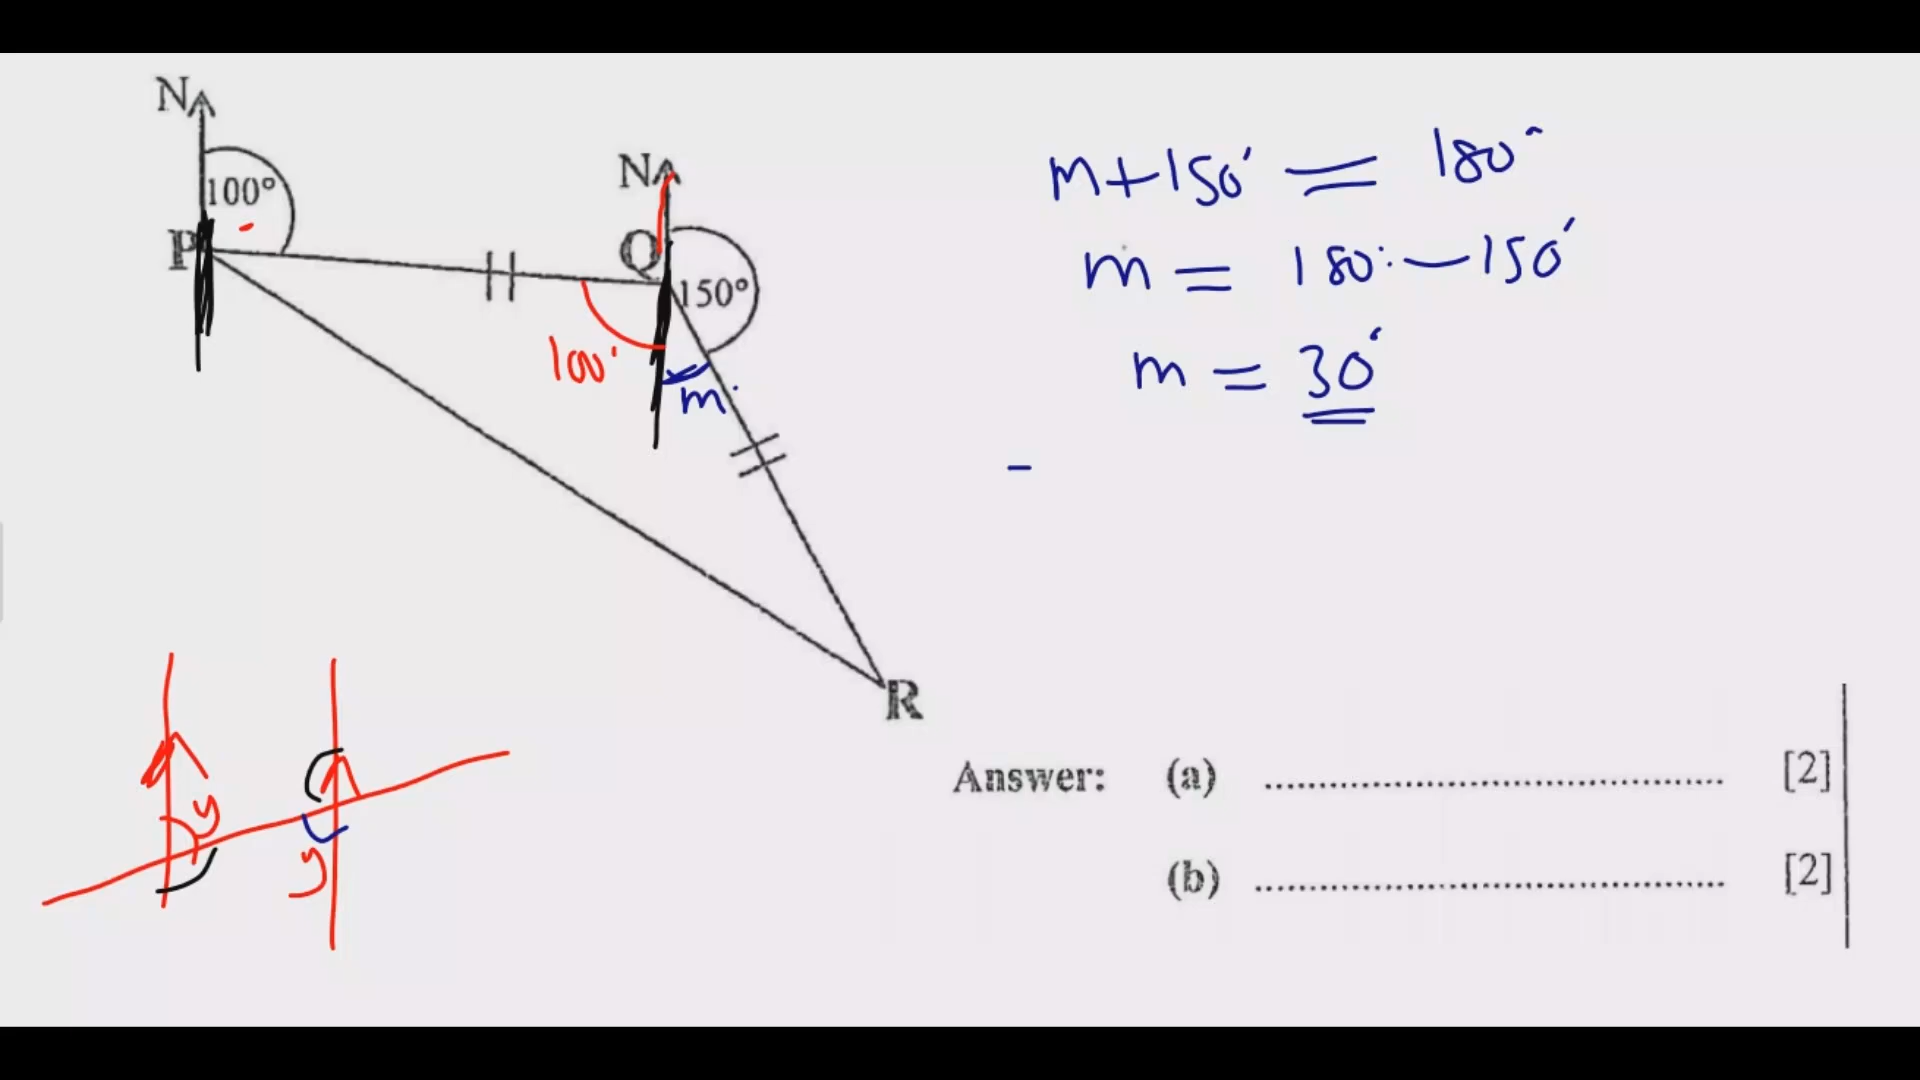 N
100°
P
N
Q
150°
100°
m
R
m+150° = 180°
m = 180° - 150°
m = 30°
-
y
y
Answer: (a) ................................ [2]
(b) ................................ [2]